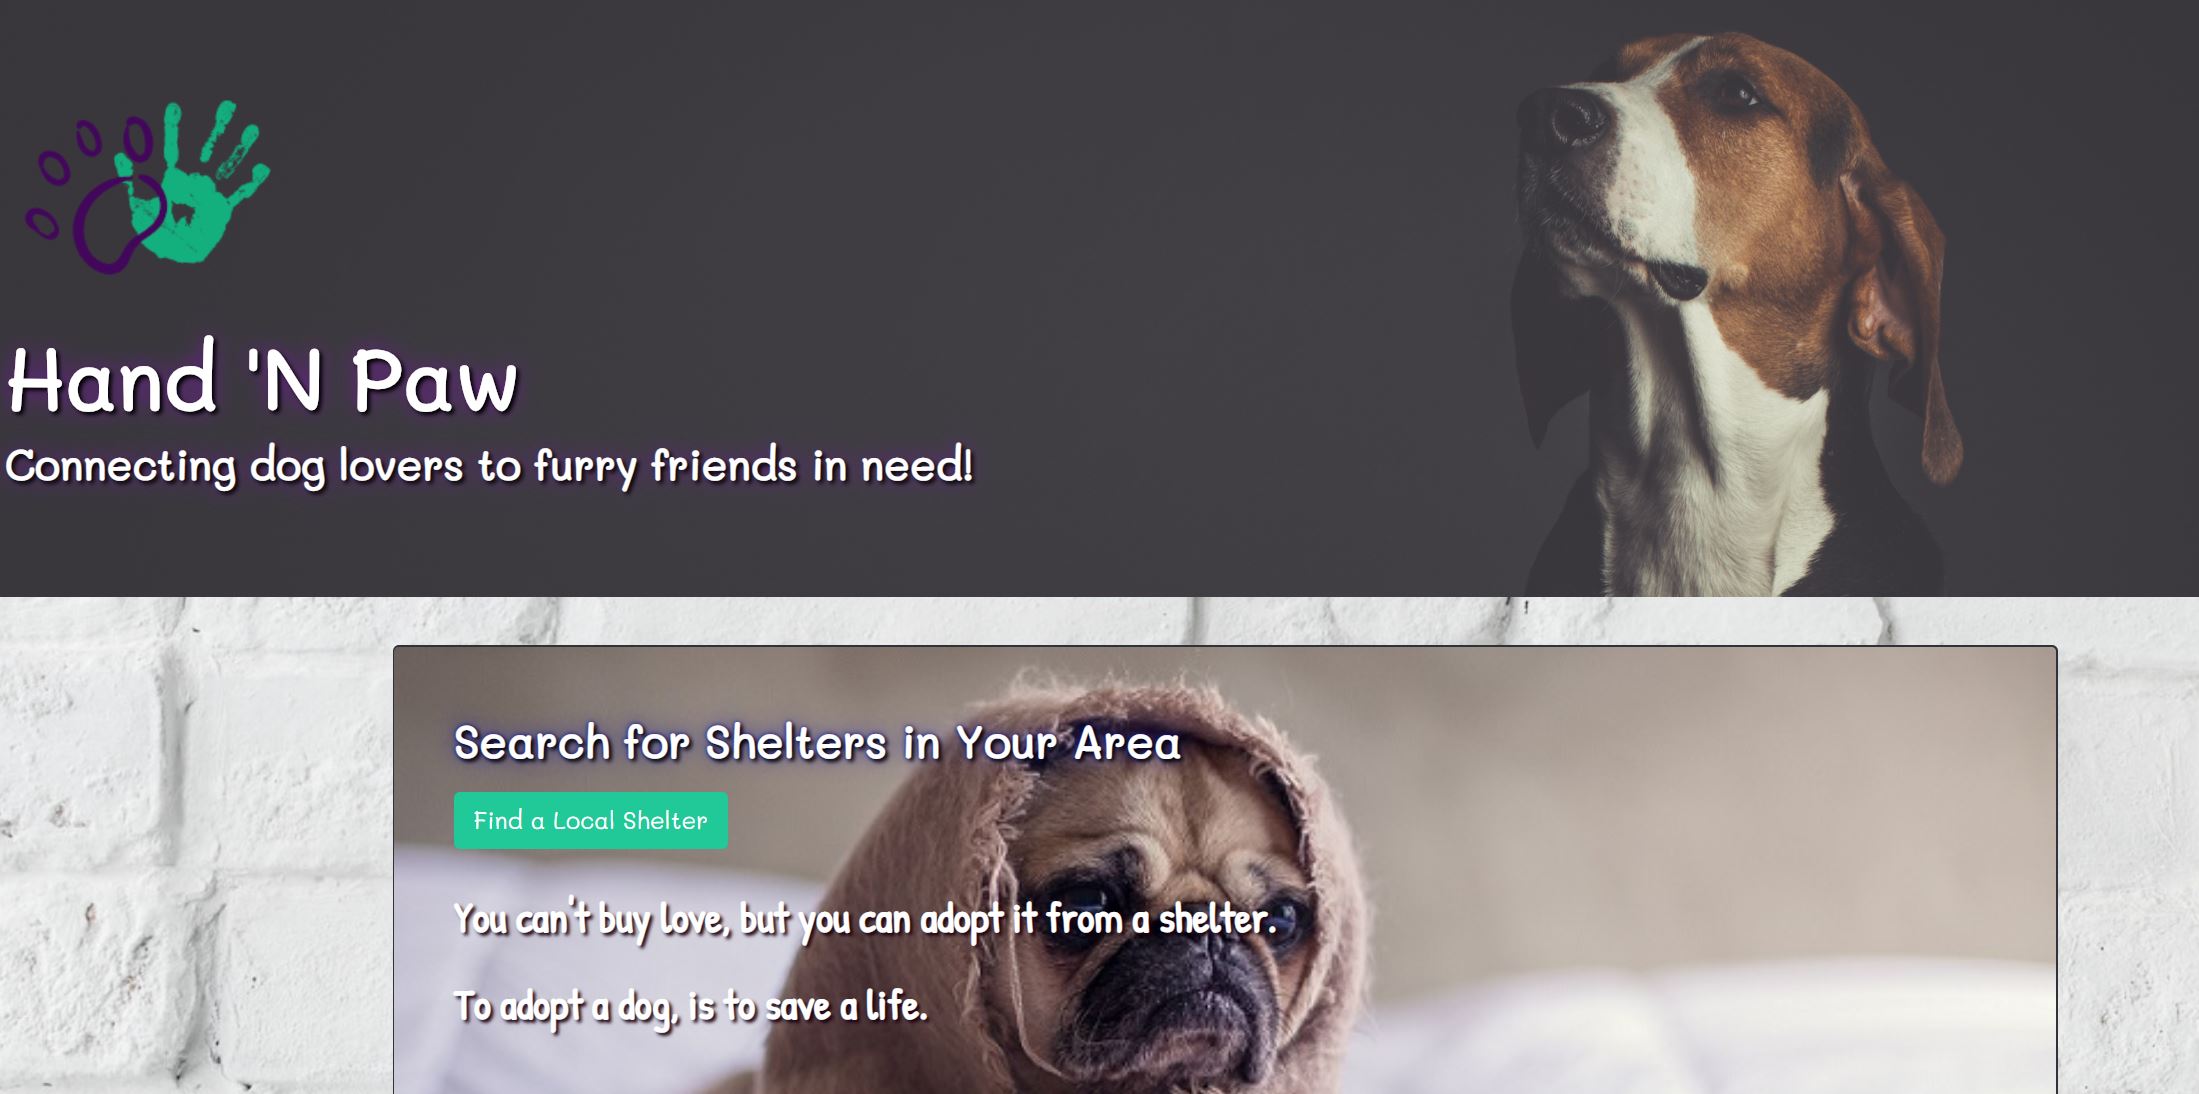 Hand 'N Paw
Connecting dog lovers to furry friends in need!
Search for Shelters in Your Area
Find a Local Shelter
You can't buy love, but you can adopt it from a shelter.
To adopt a dog, is to save a life.